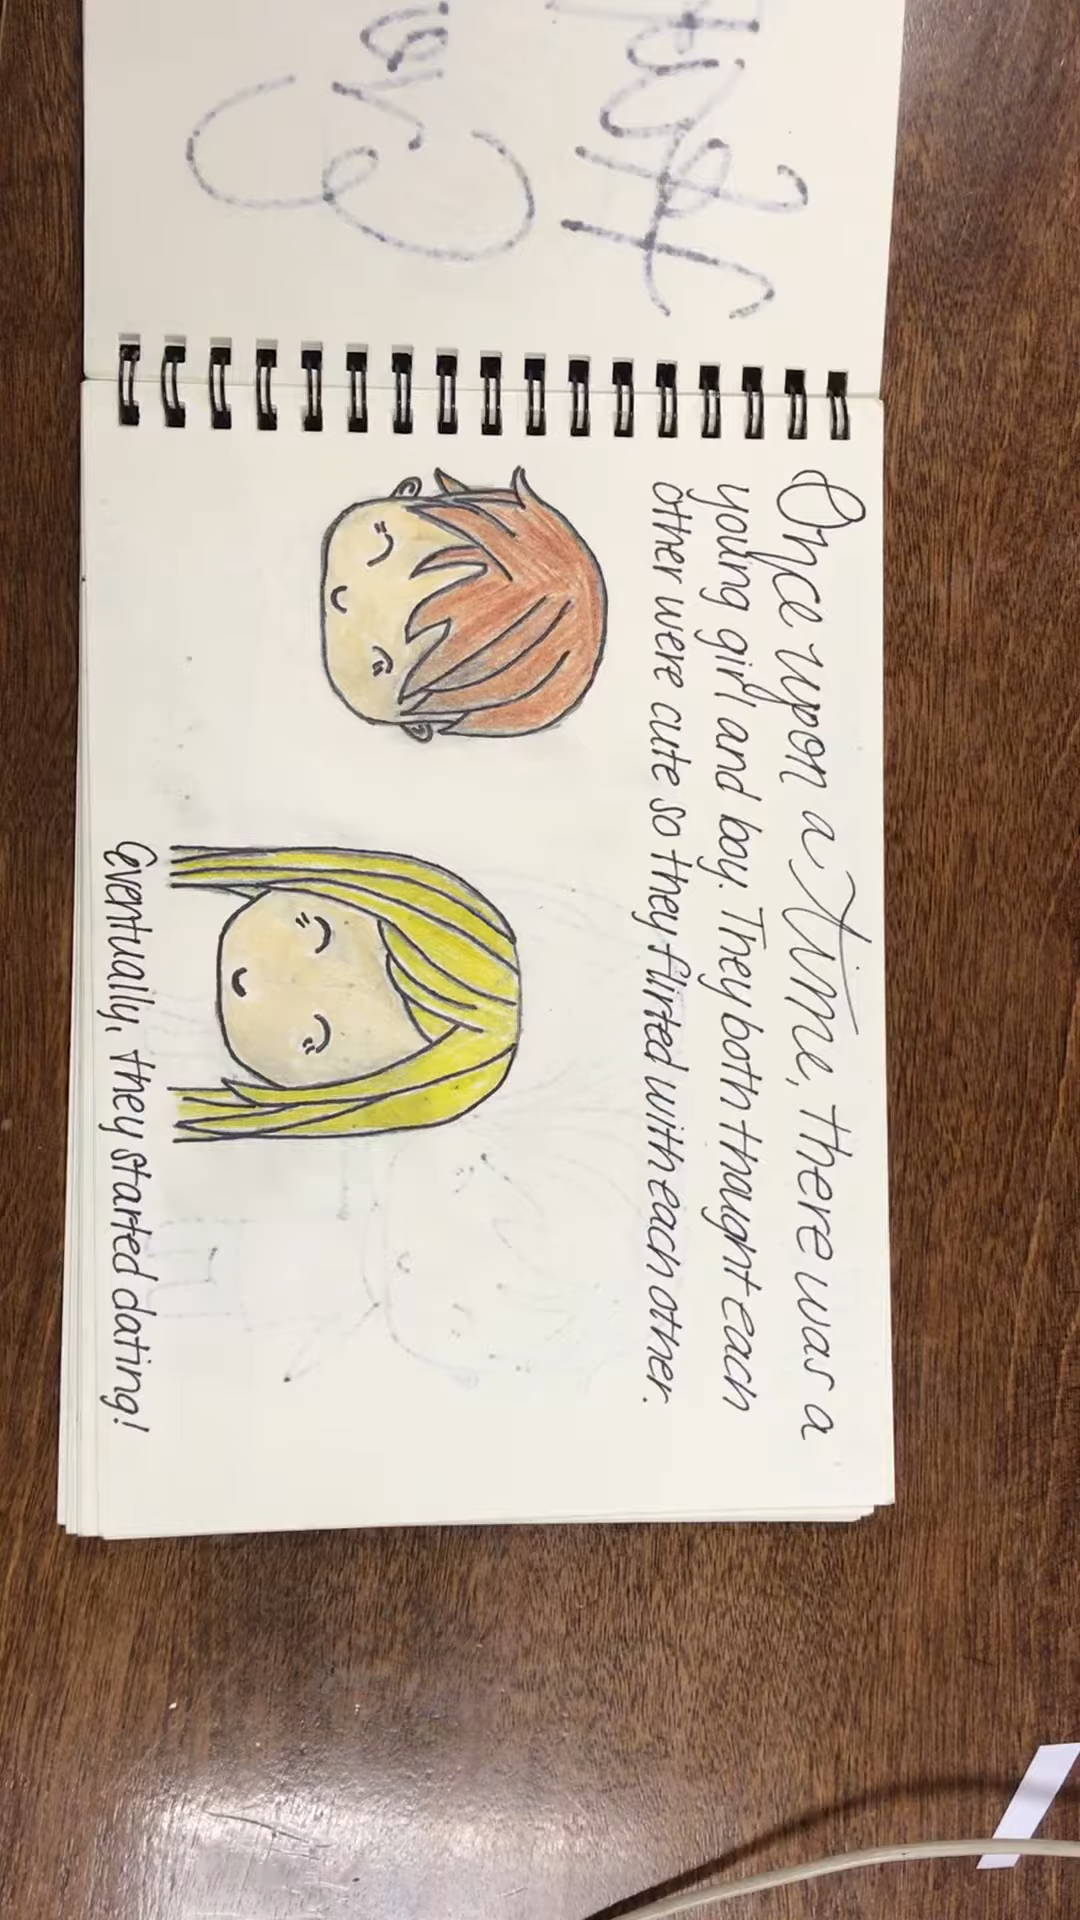 Once upon a time, there was a
young girl and boy. They both thought each
other were cute so they flirted with each other.
Eventually, they started dating!